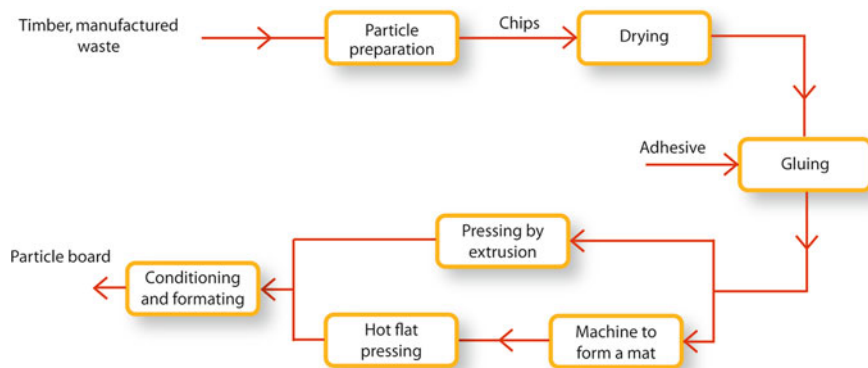 Timber, manufactured
waste
Particle
preparation
Chips
Drying
Adhesive
Gluing
Pressing by
extrusion
Particle board
Conditioning
and formating
Hot flat
pressing
Machine to
form a mat